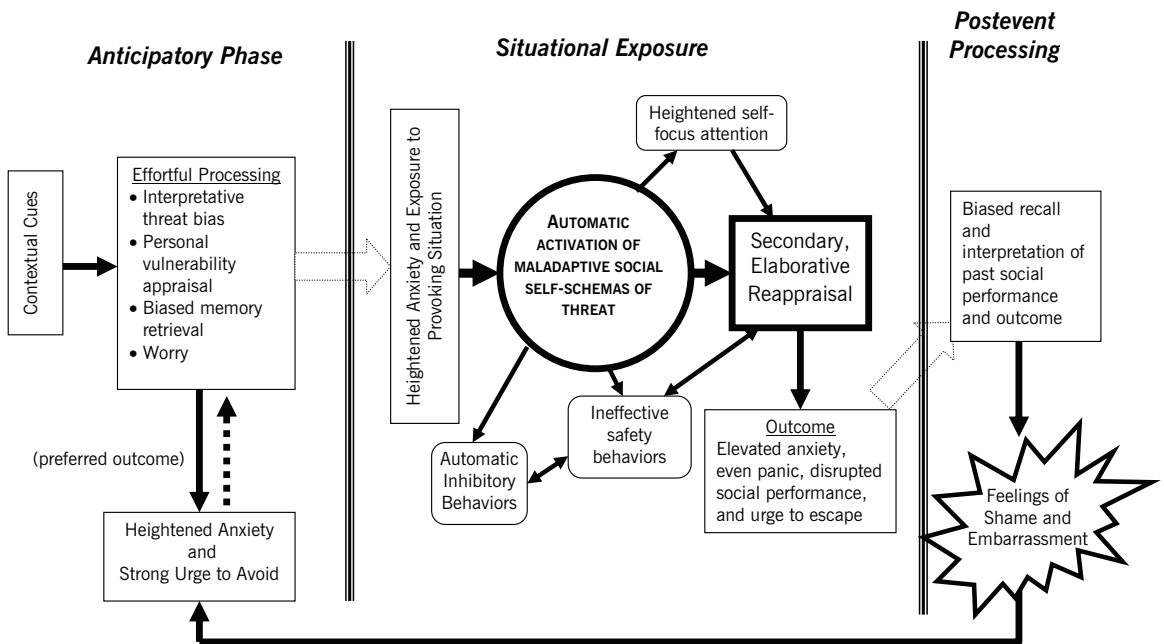 Anticipatory Phase
Situational Exposure
Postevent
Processing
Contextual Cues
Effortful Processing
• Interpretative
threat bias
• Personal
vulnerability
appraisal
• Biased memory
retrieval
• Worry
(preferred outcome)
Heightened Anxiety
and
Strong Urge to Avoid
Heightened Anxiety and Exposure to
Provoking Situation
Heightened self-
focus attention
AUTOMATIC
ACTIVATION OF
MALADAPTIVE SOCIAL
SELF-SCHEMAS OF
THREAT
Secondary,
Elaborative
Reappraisal
Automatic
Inhibitory
Behaviors
Ineffective
safety
behaviors
Outcome
Elevated anxiety,
even panic, disrupted
social performance,
and urge to escape
Biased recall
and
interpretation of
past social
performance
and outcome
Feelings of
Shame and
Embarrassment